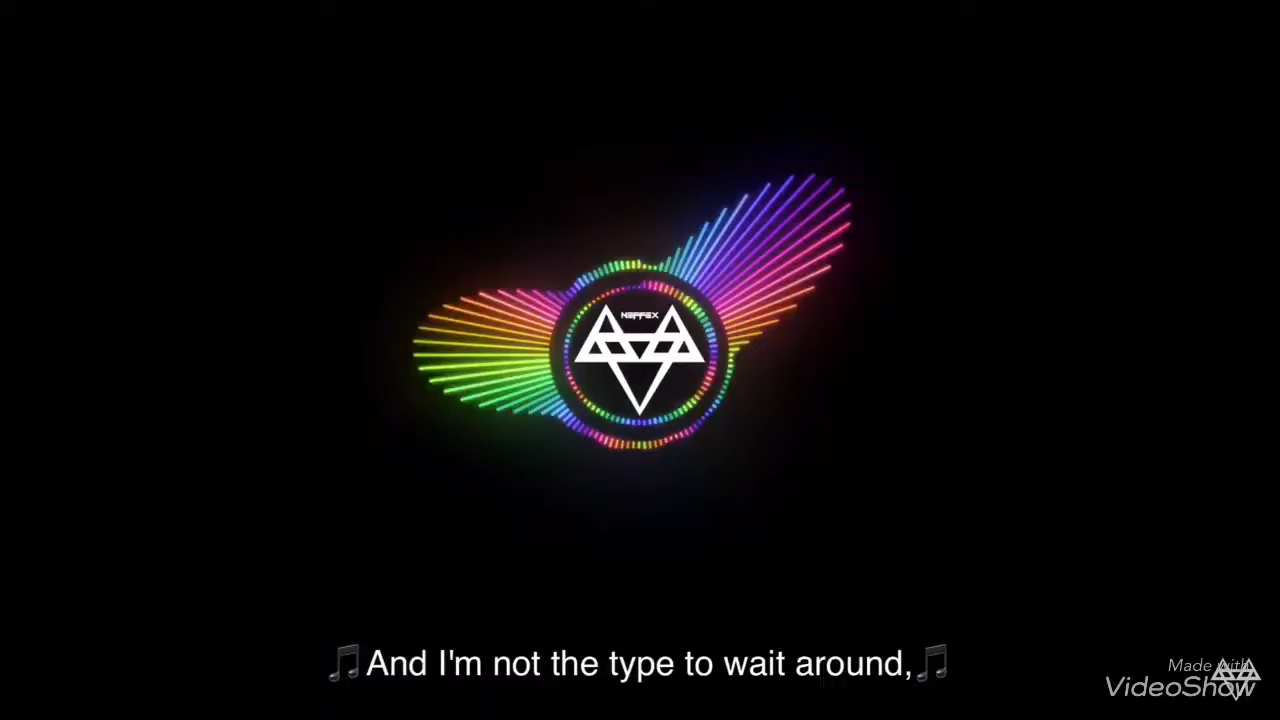 NEFFEX
🎵And I'm not the type to wait around,🎵
Made with
VideoShow